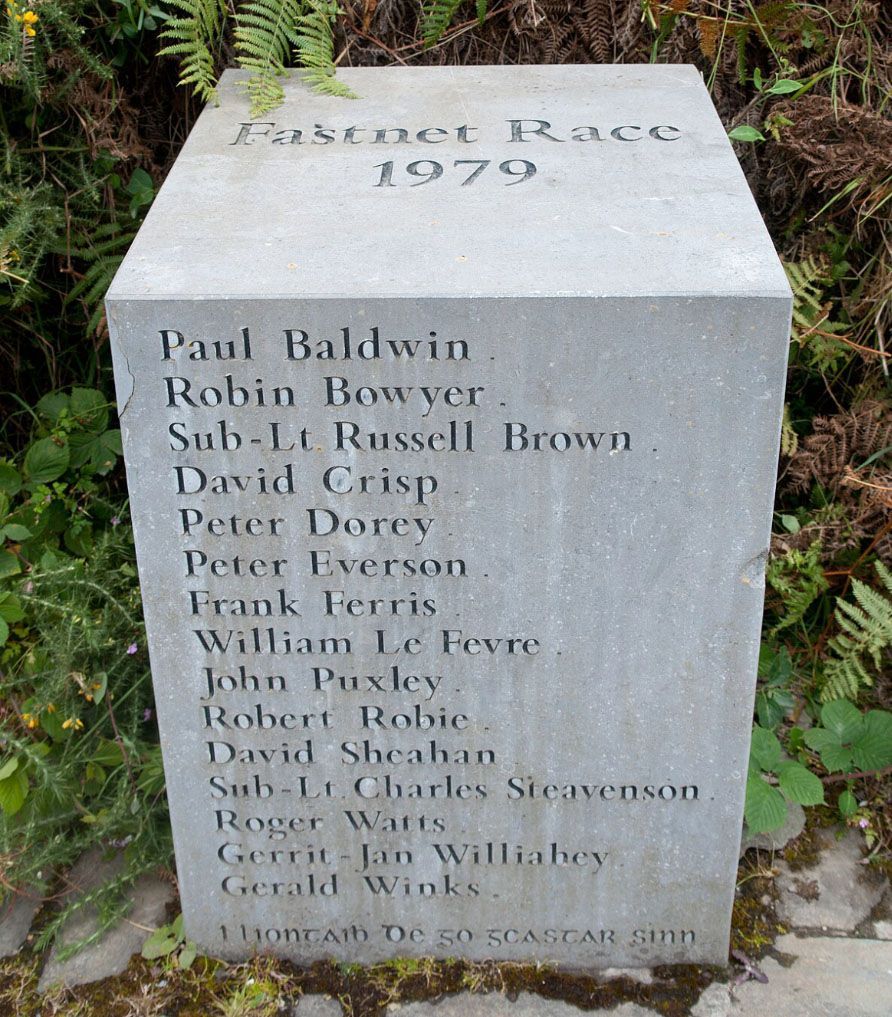 Fastnet Race
1979
Paul Baldwin.
Robin Bowyer.
Sub-Lt. Russell Brown.
David Crisp.
Peter Dorey.
Peter Everson.
Frank Ferris.
William Le Fevre.
John Puxley.
Robert Robie.
David Sheahan.
Sub-Lt. Charles Steavenson.
Roger Watts.
Gerrit-Jan Williahey.
Gerald Winks.
I líontaibh Dé go gcastar sinn